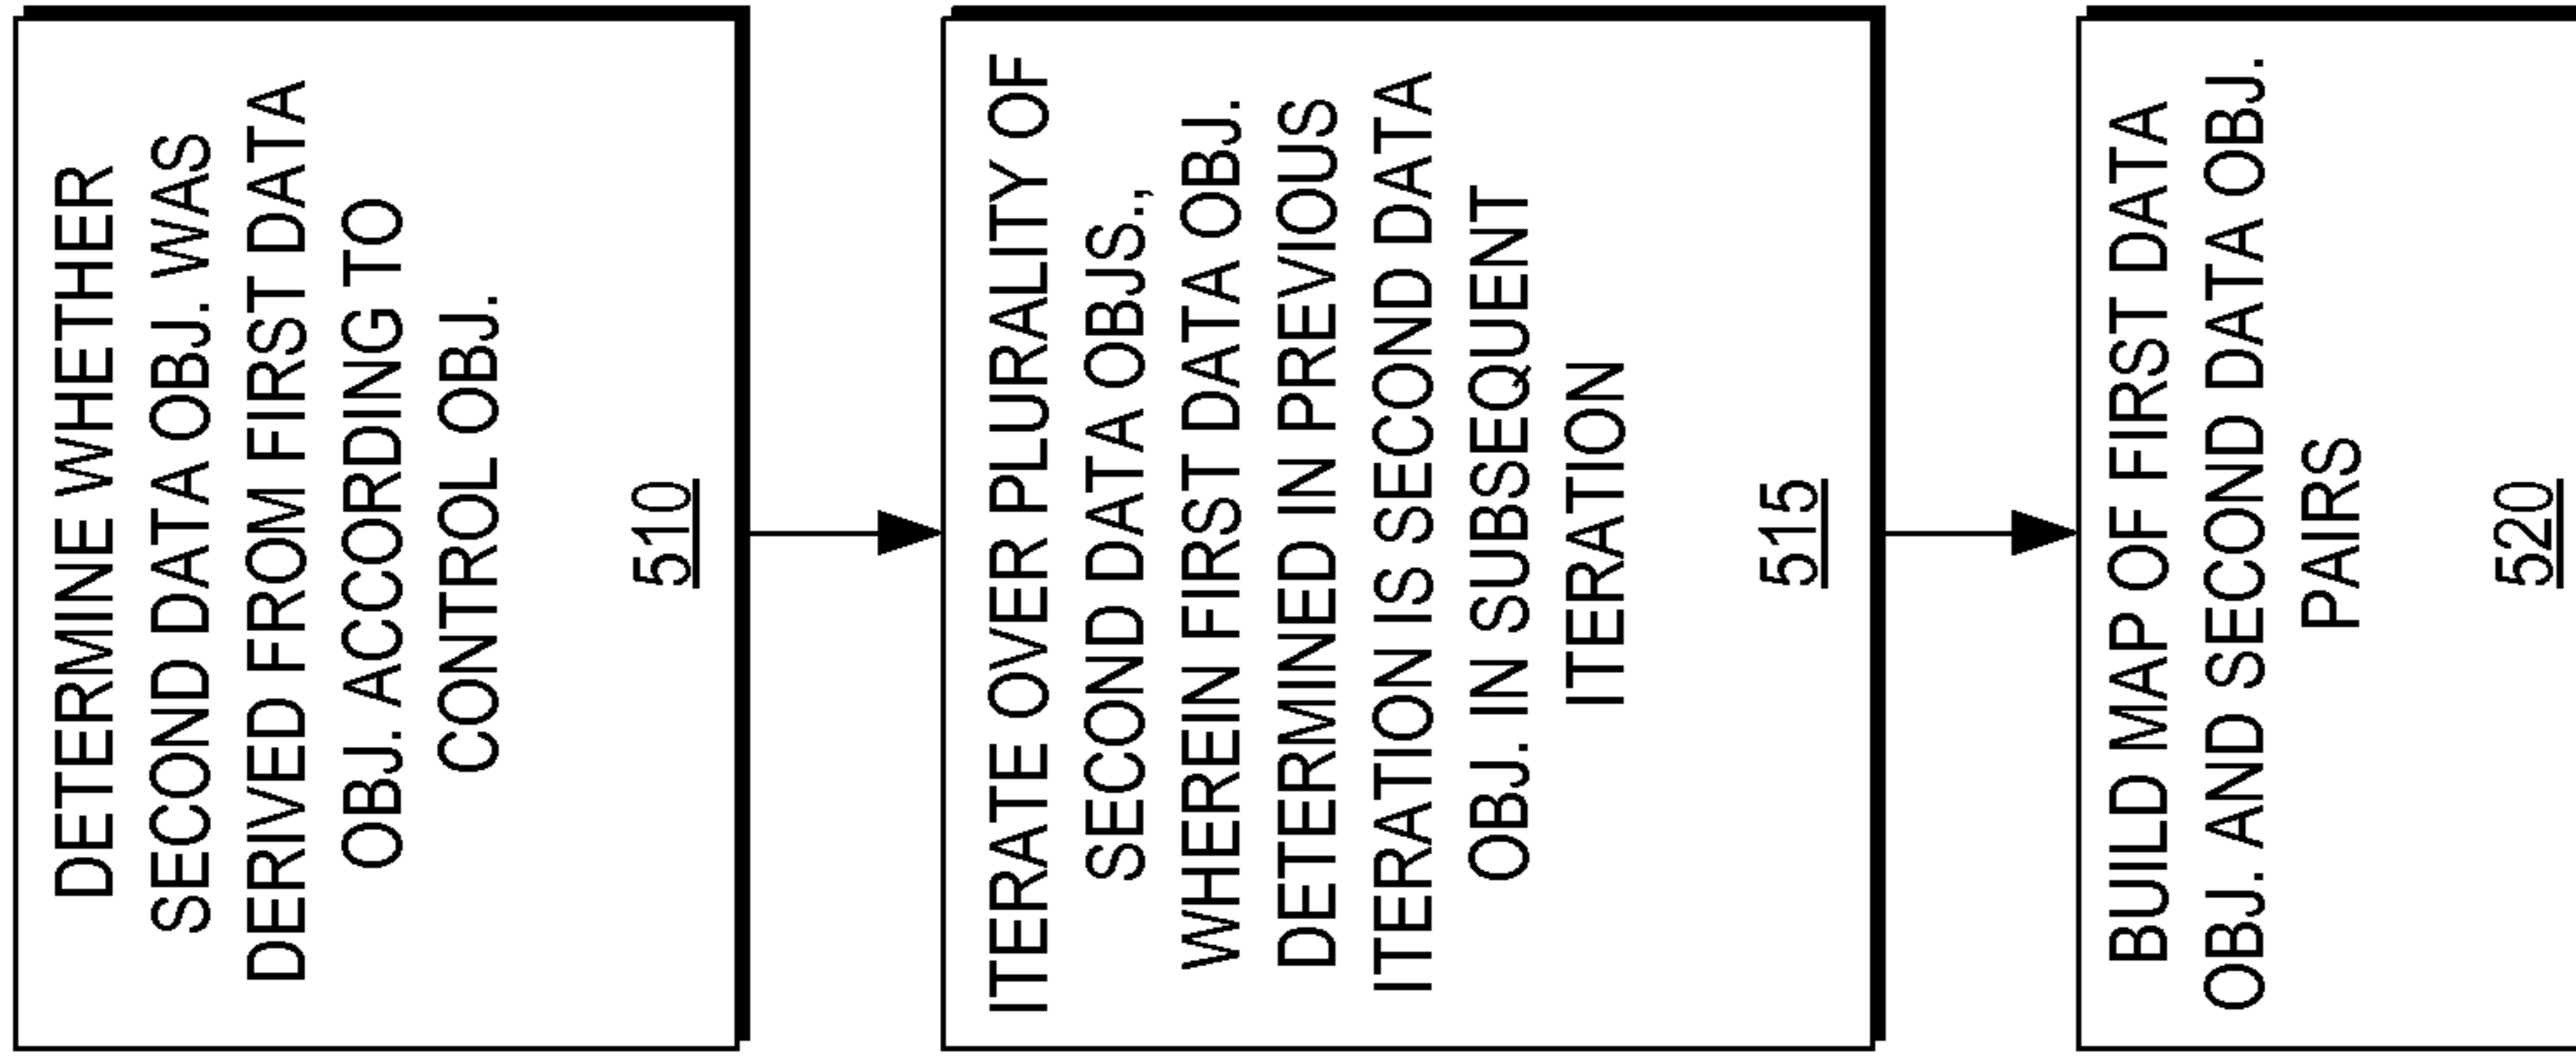 DETERMINE WHETHER
SECOND DATA OBJ. WAS
DERIVED FROM FIRST DATA
OBJ. ACCORDING TO
CONTROL OBJ.
510
ITERATE OVER PLURALITY OF
SECOND DATA OBJS.,
WHEREIN FIRST DATA OBJ.
DETERMINED IN PREVIOUS
ITERATION IS SECOND DATA
OBJ. IN SUBSEQUENT
ITERATION
515
BUILD MAP OF FIRST DATA
OBJ. AND SECOND DATA OBJ.
PAIRS
520